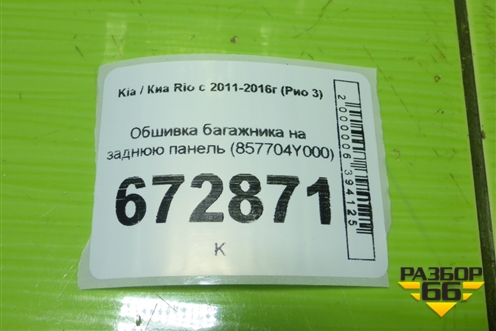 Kia / Киа Rio с 2011-2016г (Рио 3)
Обшивка багажника на
заднюю панель (857704Y000)
672871
К
2000006394125
РАЗБОР
66